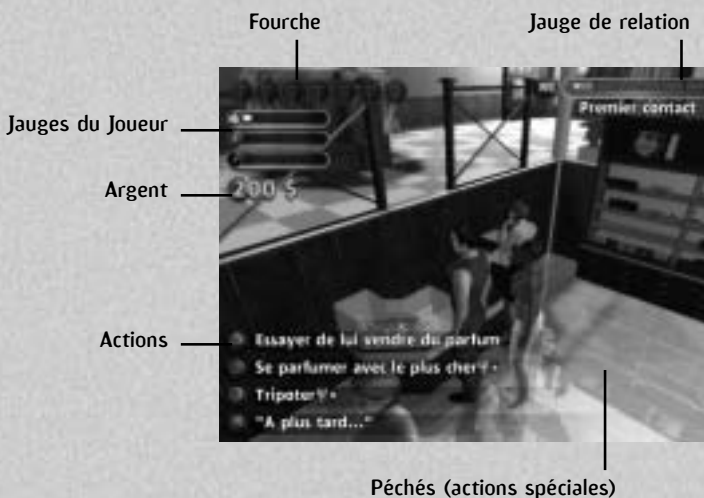 Fourche
Jauge de relation
Premier contact
Jauges du Joueur
Argent
200 $
Actions
Essayer de lui vendre du parfum
Se parfumer avec le plus cher
Tripoter
"A plus tard..."
Péchés (actions spéciales)